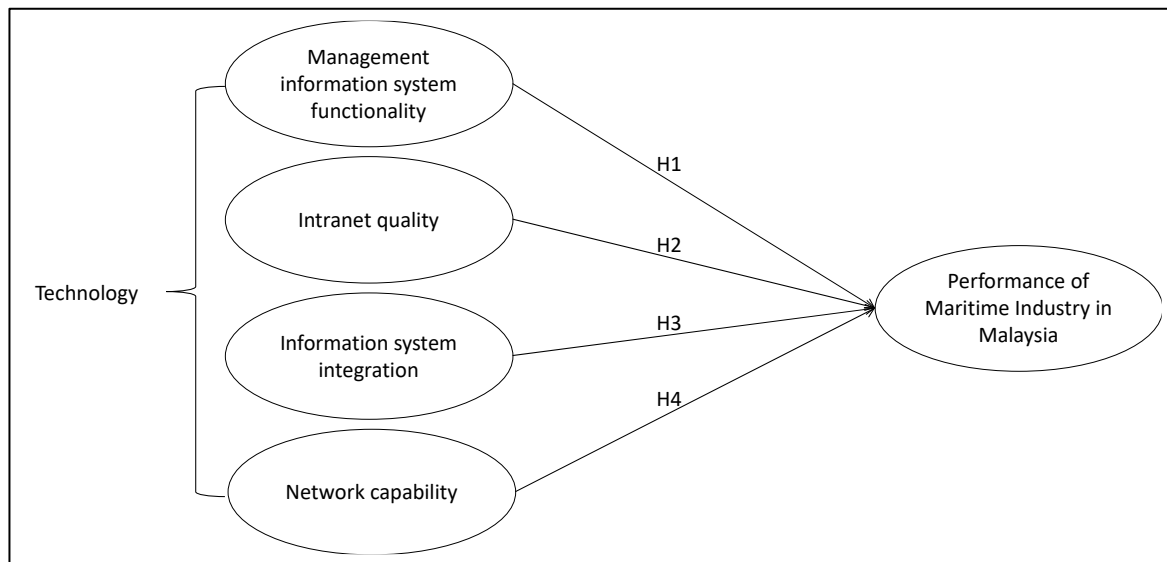 Management
information system
functionality
H1
Intranet quality
H2
Technology
Performance of
Maritime Industry in
Malaysia
Information system
integration
H3
H4
Network capability